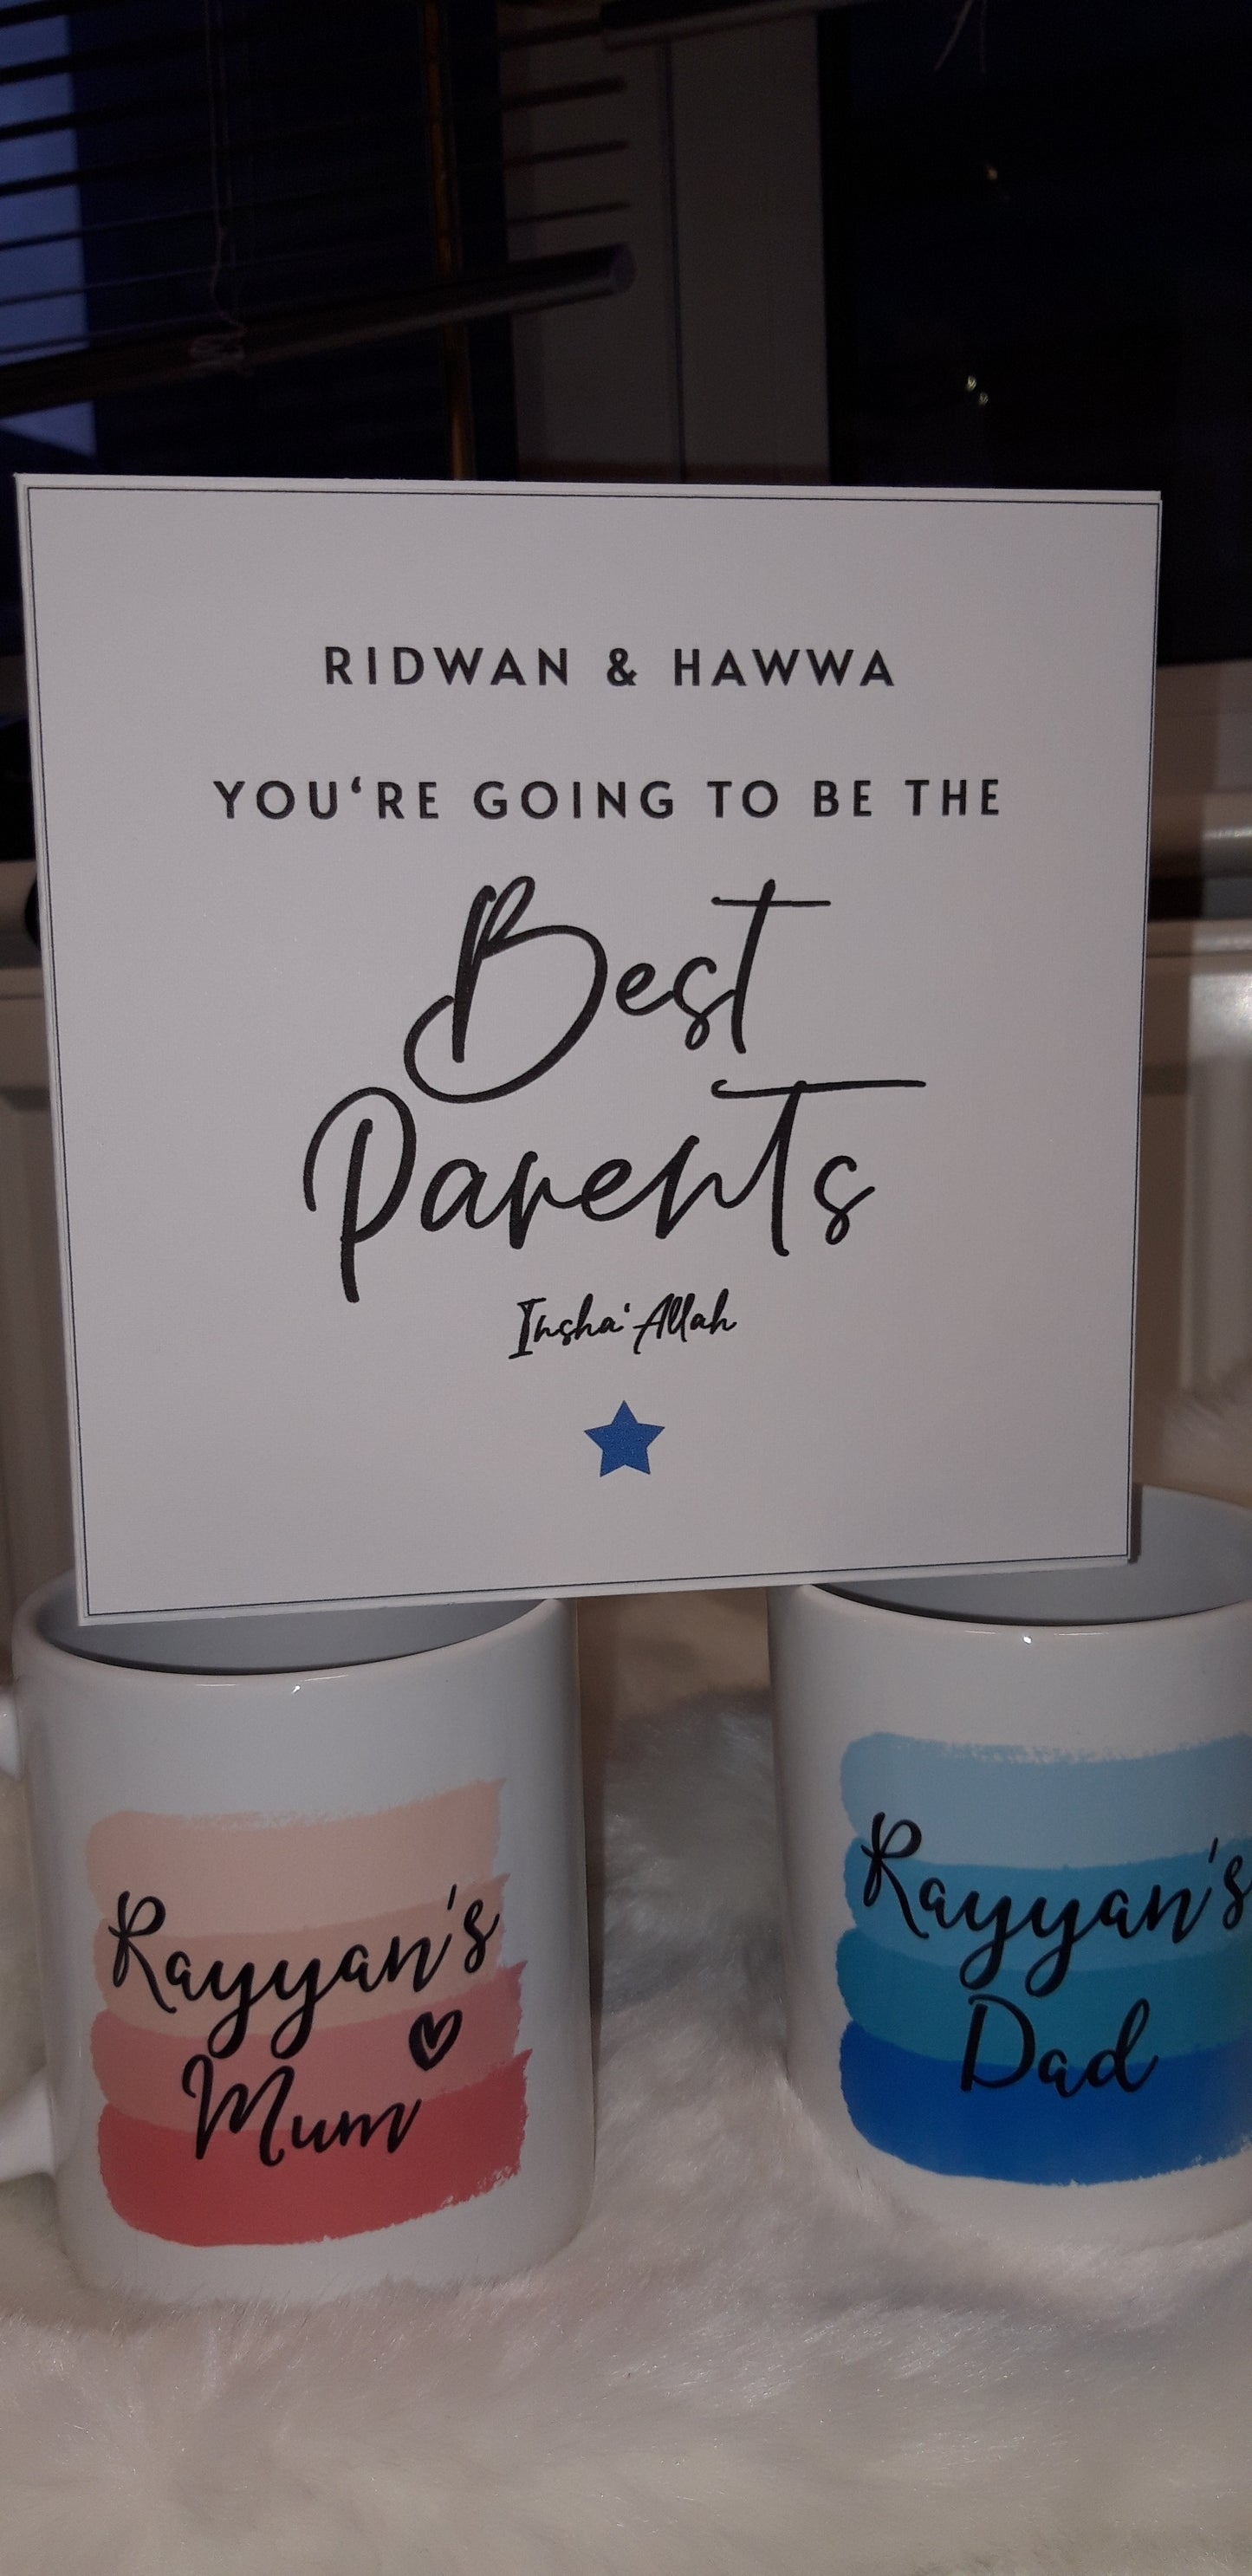 RIDWAN & HAWWA
YOU‘RE GOING TO BE THE
Best
Parents
Insha‘Allah
Rayyan's
Mum
Rayyan's
Dad